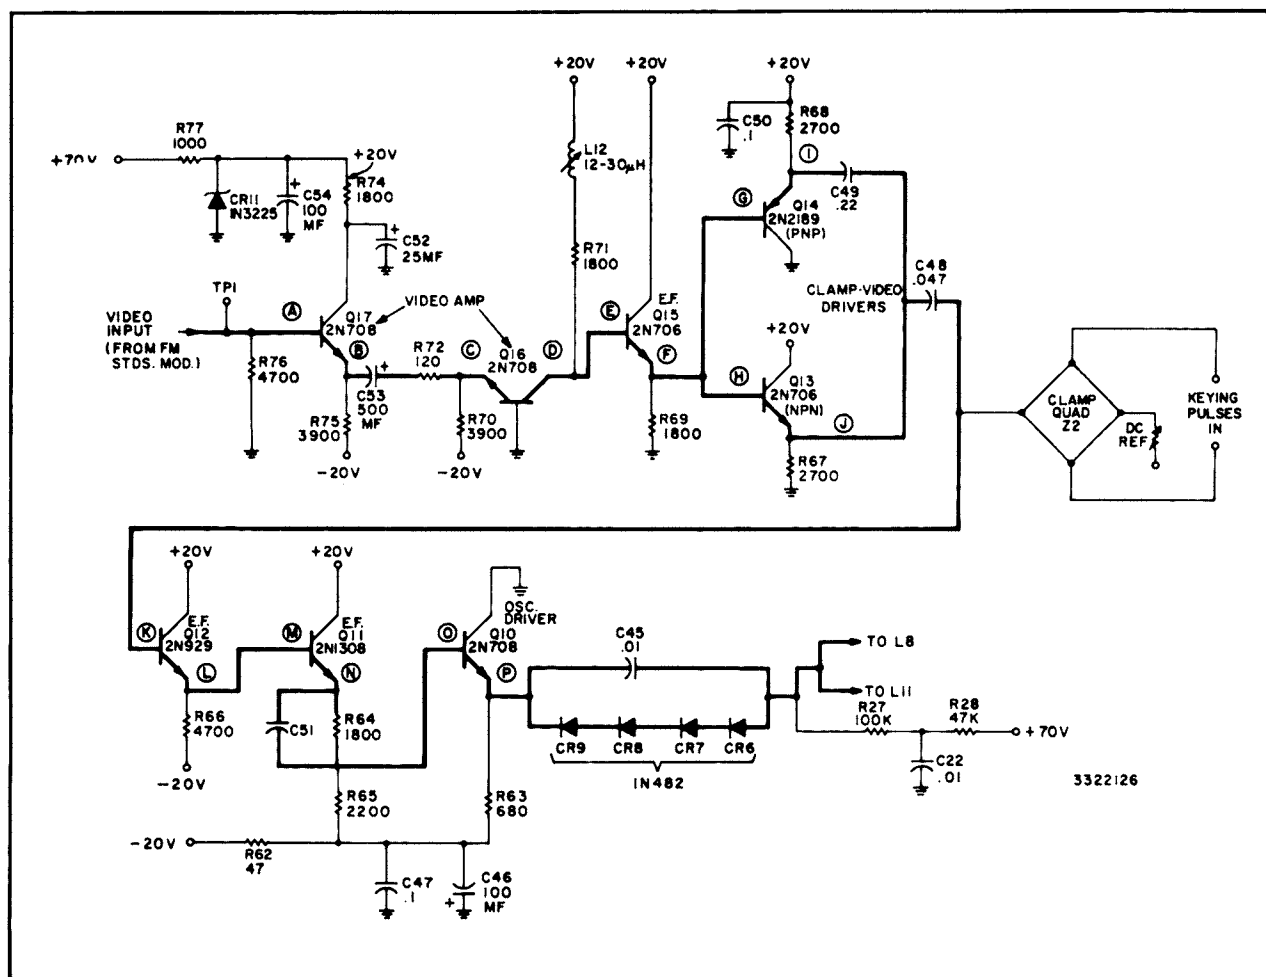 +20V
+20V
+20V
R77
1000
+70V
+20V
R74
1800
CR11
IN3225
+
C54
100
MF
+
C52
25MF
L12
12-30µH
R71
1800
C50
.1
R68
2700
I
C49
.22
G
Q14
2N2189
(PNP)
TP1
VIDEO
INPUT
(FROM FM
STDS. MOD.)
A
R76
4700
Q17
2N708
VIDEO AMP
B
+
C53
500
MF
R75
3900
-20V
R72
120
C
Q16
2N708
D
R70
3900
-20V
E
E.F.
Q15
2N706
F
R69
1800
CLAMP-VIDEO
DRIVERS
+20V
H
Q13
2N706
(NPN)
J
R67
2700
C48
.047
CLAMP
QUAD
Z2
DC
REF
KEYING
PULSES
IN
+20V
+20V
K
E.F.
Q12
2N929
L
R66
4700
-20V
M
E.F.
Q11
2N1308
N
C51
R64
1800
R65
2200
-20V
R62
47
C47
.1
+
C46
100
MF
OSC.
DRIVER
O
Q10
2N708
P
R63
680
C45
.01
CR9
CR8
CR7
CR6
IN482
TO L8
TO L11
R27
100K
R28
47K
+70V
C22
.01
3322126